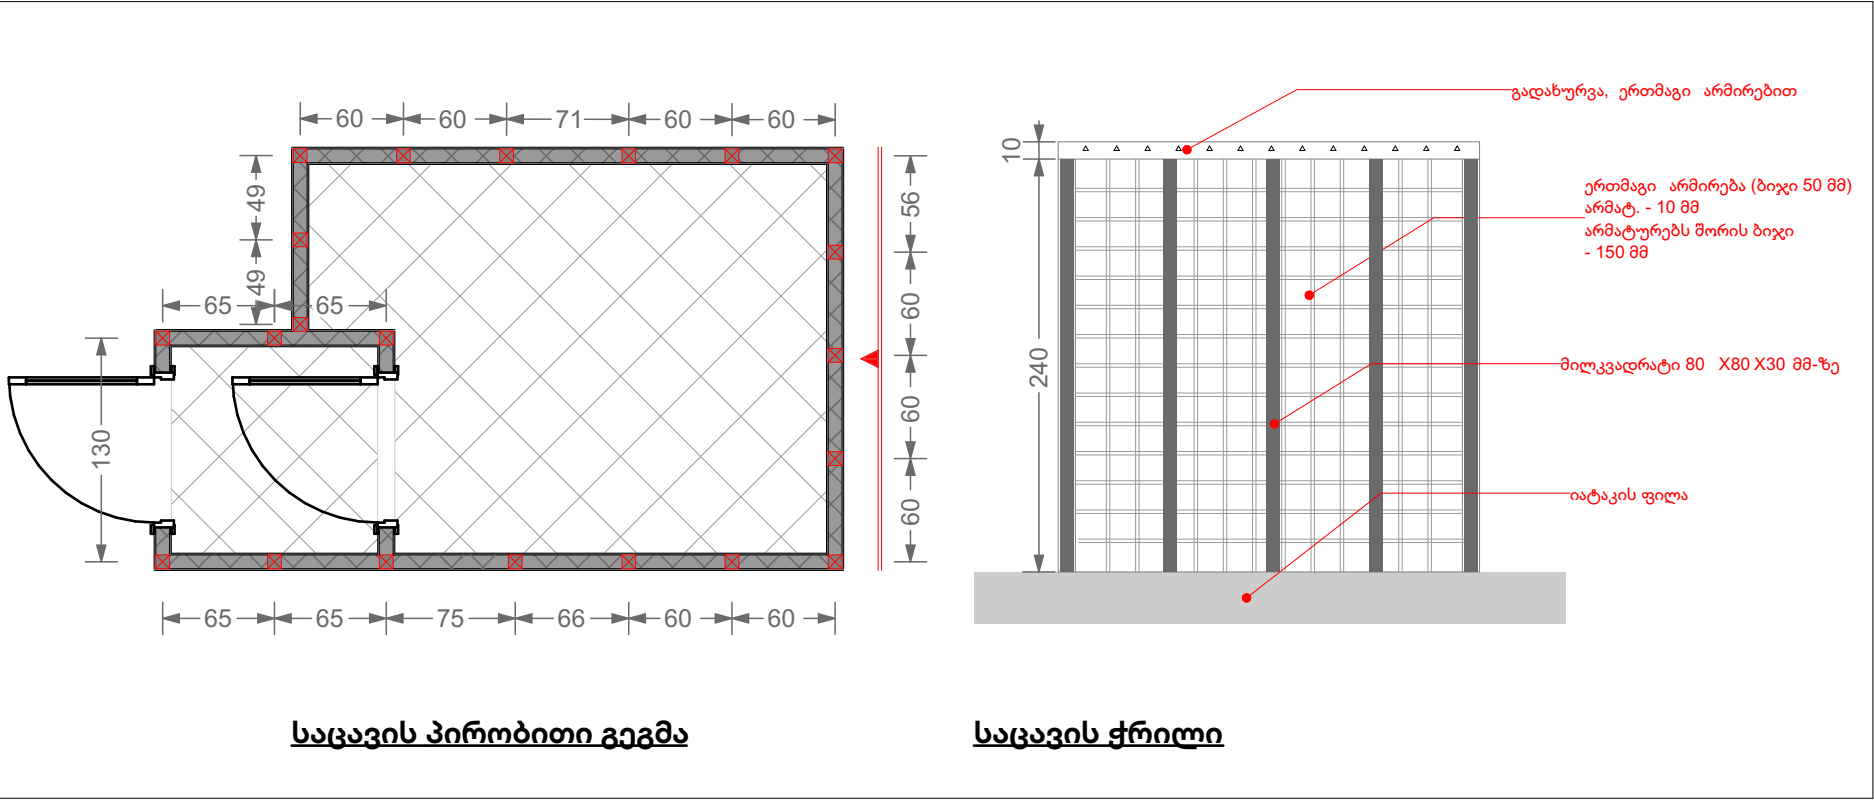 60 60 71 60 60
49
49
65 65
130
56
60
60
60
65 65 75 66 60 60
საცავის პირობითი გეგმა
10
240
გადახურვა, ერთმაგი არმირებით
ერთმაგი არმირება (ბიჯი 50 მმ)
არმატ. - 10 მმ
არმატურებს შორის ბიჯი
- 150 მმ
მილკვადრატი 80 X80 X30 მმ-ზე
იატაკის ფილა
საცავის ჭრილი